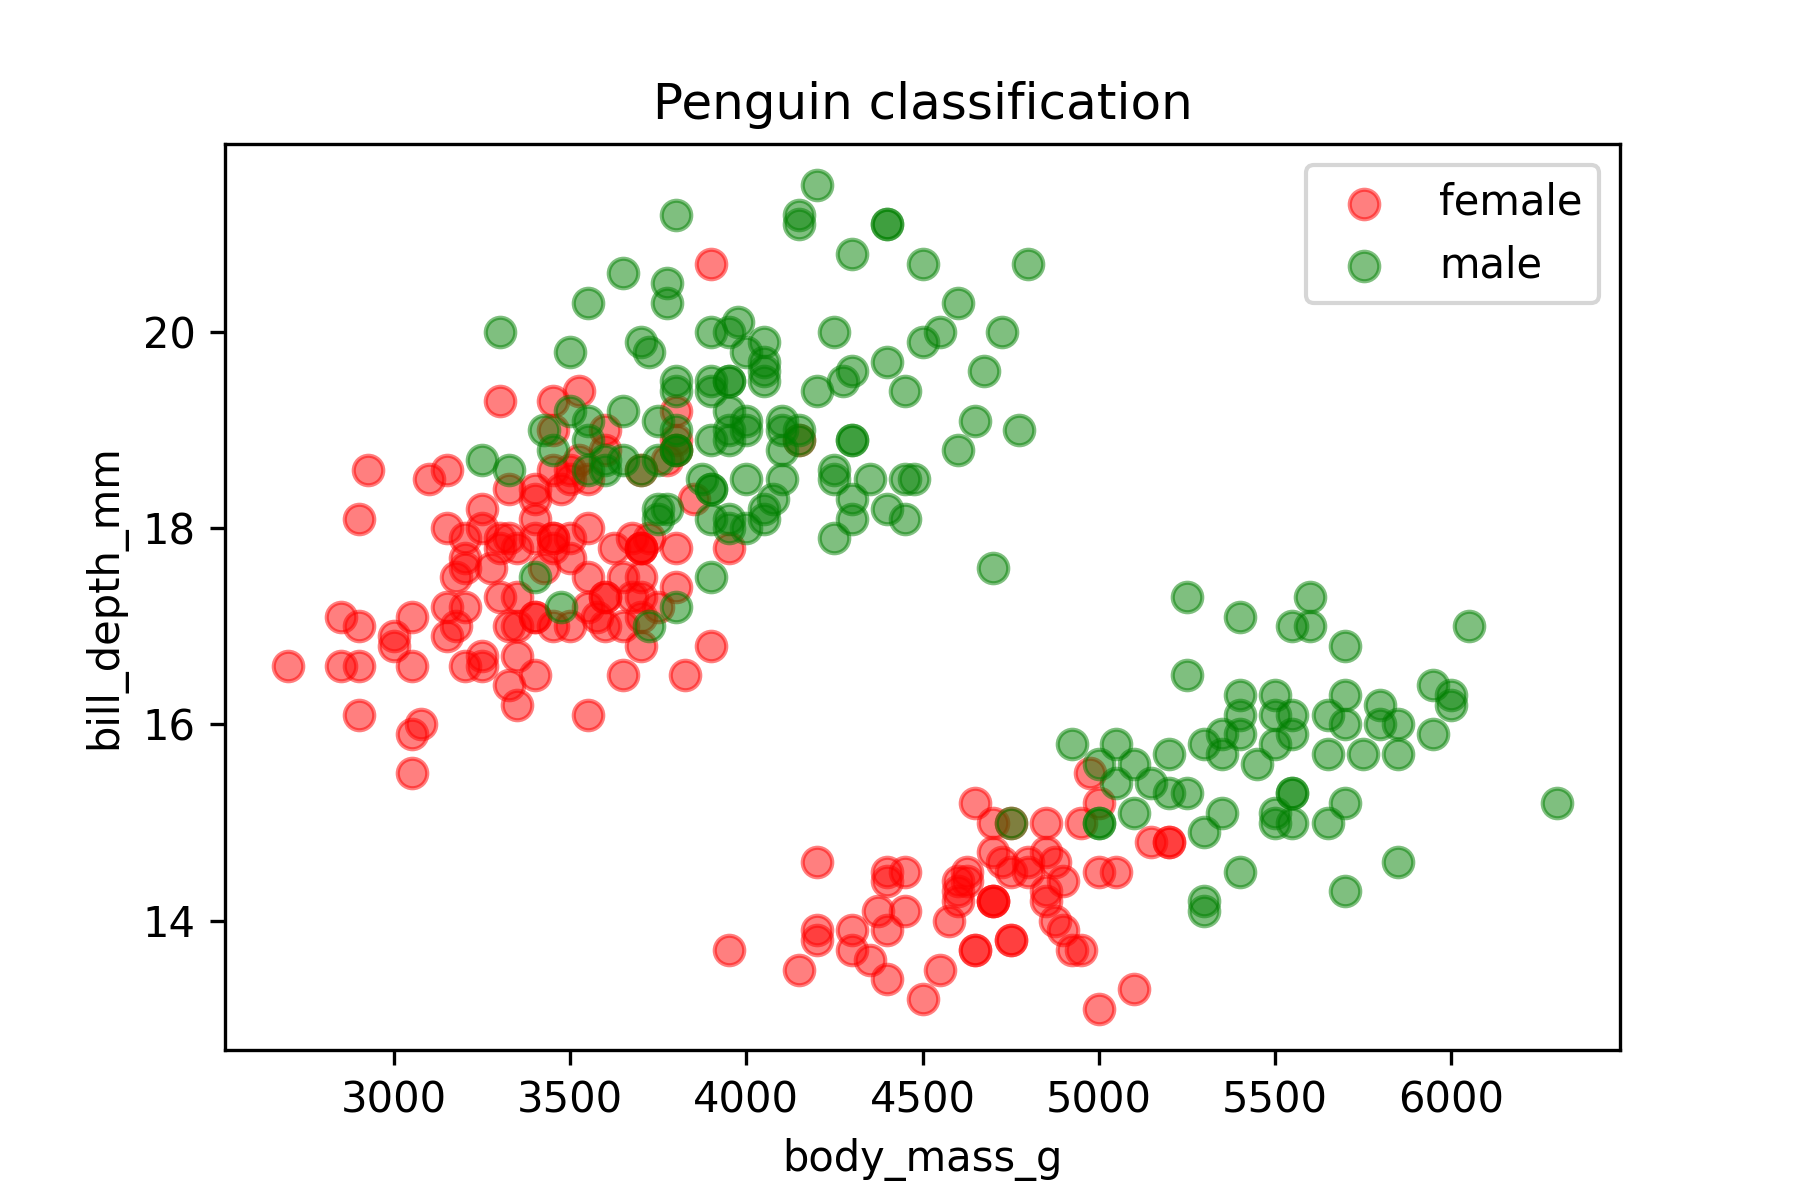 Penguin classification
female
male
bill_depth_mm
20
18
16
14
3000 3500 4000 4500 5000 5500 6000
body_mass_g